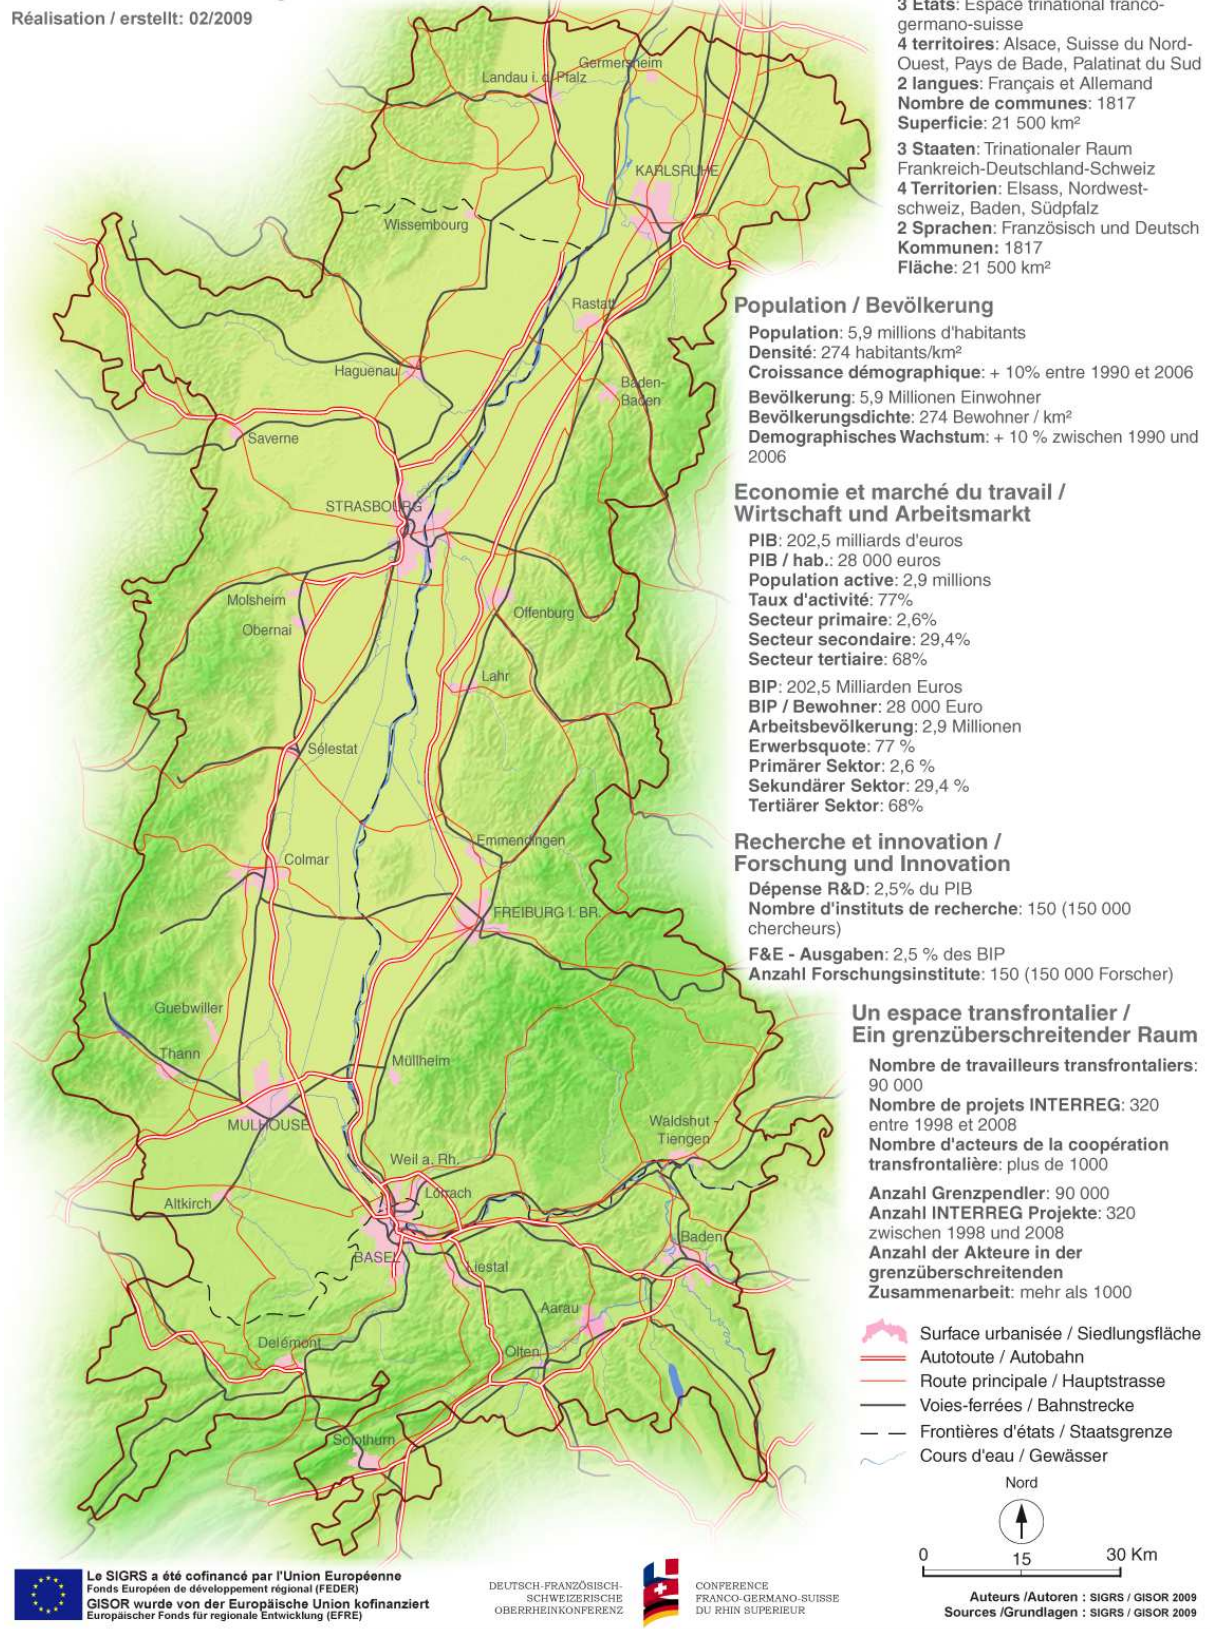 Réalisation / erstellt: 02/2009
3 Etats: Espace trinational franco-
germano-suisse
4 territoires: Alsace, Suisse du Nord-
Ouest, Pays de Bade, Palatinat du Sud
2 langues: Français et Allemand
Nombre de communes: 1817
Superficie: 21 500 km²
3 Staaten: Trinationaler Raum
Frankreich-Deutschland-Schweiz
4 Territorien: Elsass, Nordwest-
schweiz, Baden, Südpfalz
2 Sprachen: Französisch und Deutsch
Kommunen: 1817
Fläche: 21 500 km²
Population / Bevölkerung
Population: 5,9 millions d'habitants
Densité: 274 habitants/km²
Croissance démographique: + 10% entre 1990 et 2006
Bevölkerung: 5,9 Millionen Einwohner
Bevölkerungsdichte: 274 Bewohner / km²
Demographisches Wachstum: + 10 % zwischen 1990 und
2006
Economie et marché du travail /
Wirtschaft und Arbeitsmarkt
PIB: 202,5 milliards d'euros
PIB / hab.: 28 000 euros
Population active: 2,9 millions
Taux d'activité: 77%
Secteur primaire: 2,6%
Secteur secondaire: 29,4%
Secteur tertiaire: 68%
BIP: 202,5 Milliarden Euros
BIP / Bewohner: 28 000 Euro
Arbeitsbevölkerung: 2,9 Millionen
Erwerbsquote: 77 %
Primärer Sektor: 2,6 %
Sekundärer Sektor: 29,4 %
Tertiärer Sektor: 68%
Recherche et innovation /
Forschung und Innovation
Dépense R&D: 2,5% du PIB
Nombre d'instituts de recherche: 150 (150 000
chercheurs)
F&E - Ausgaben: 2,5 % des BIP
Anzahl Forschungsinstitute: 150 (150 000 Forscher)
Un espace transfrontalier /
Ein grenzüberschreitender Raum
Nombre de travailleurs transfrontaliers:
90 000
Nombre de projets INTERREG: 320
entre 1998 et 2008
Nombre d'acteurs de la coopération
transfrontalière: plus de 1000
Anzahl Grenzpendler: 90 000
Anzahl INTERREG Projekte: 320
zwischen 1998 und 2008
Anzahl der Akteure in der
grenzüberschreitenden
Zusammenarbeit: mehr als 1000
Surface urbanisée / Siedlungsfläche
Autotoute / Autobahn
Route principale / Hauptstrasse
Voies-ferrées / Bahnstrecke
Frontières d'états / Staatsgrenze
Cours d'eau / Gewässer
Nord
0 15 30 Km
Auteurs /Autoren : SIGRS / GISOR 2009
Sources /Grundlagen : SIGRS / GISOR 2009
Germersheim
Landau i. d. Pfalz
KARLSRUHE
Wissembourg
Rastatt
Haguenau
Baden-
Baden
Saverne
STRASBOURG
Molsheim
Offenburg
Obernai
Lahr
Sélestat
Emmendingen
Colmar
FREIBURG I. BR.
Guebwiller
Thann
Müllheim
MULHOUSE
Waldshut -
Tiengen
Weil a. Rh.
Lörrach
Altkirch
Baden
BASEL
Liestal
Aarau
Delémont
Olten
Solothurn
Le SIGRS a été cofinancé par l'Union Européenne
Fonds Européen de développement régional (FEDER)
GISOR wurde von der Europäische Union kofinanziert
Europäischer Fonds für regionale Entwicklung (EFRE)
DEUTSCH-FRANZÖSISCH-
SCHWEIZERISCHE
OBERRHEINKONFERENZ
CONFERENCE
FRANCO-GERMANO-SUISSE
DU RHIN SUPERIEUR